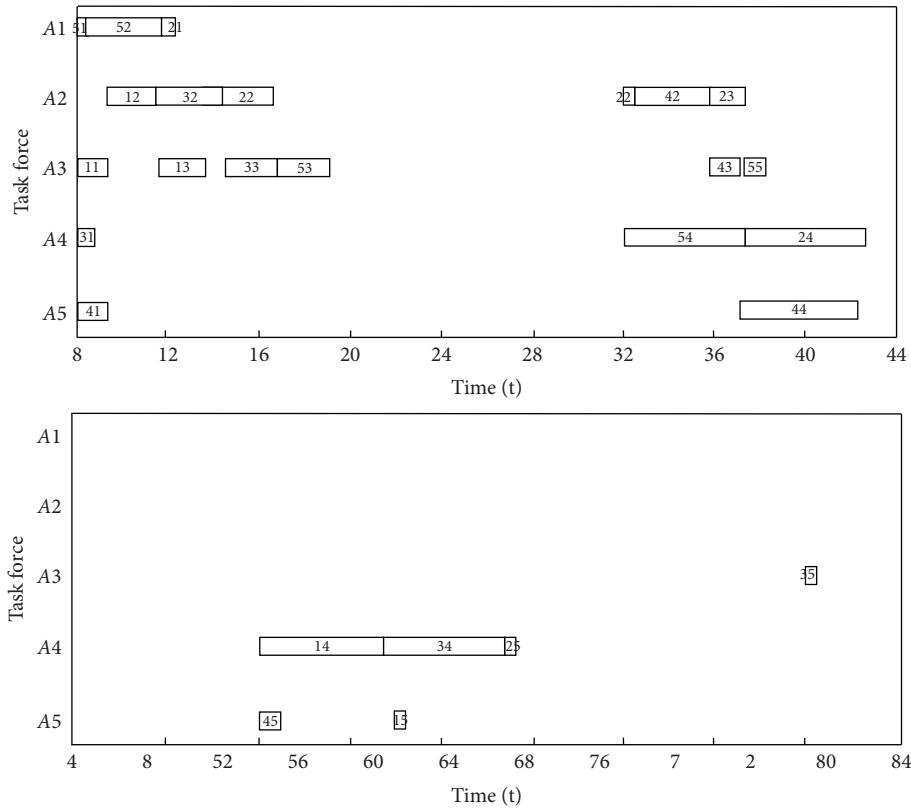 A1 51 52 21
A2 12 32 22 22 42 23
A3 11 13 33 53 43 55
A4 31 54 24
A5 41 44
Task force
8 12 16 20 24 28 32 36 40 44
Time (t)
A1
A2
A3 35
A4 14 34 25
A5 45 15
Task force
4 8 52 56 60 64 68 76 7 2 80 84
Time (t)